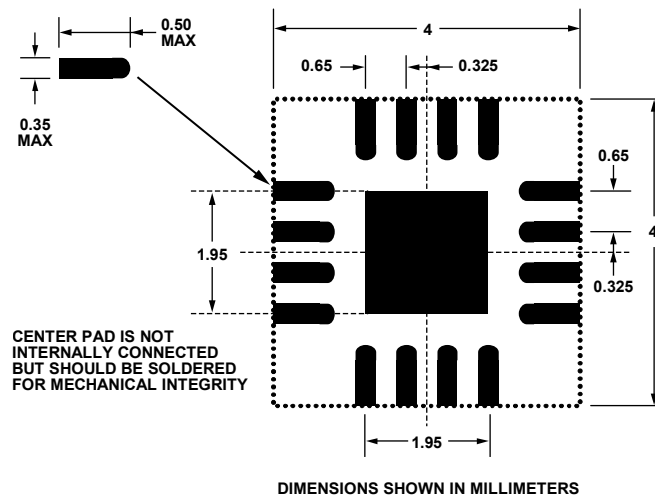 0.50
MAX
4
0.65
0.325
0.35
MAX
0.65
4
1.95
0.325
CENTER PAD IS NOT
INTERNALLY CONNECTED
BUT SHOULD BE SOLDERED
FOR MECHANICAL INTEGRITY
1.95
DIMENSIONS SHOWN IN MILLIMETERS